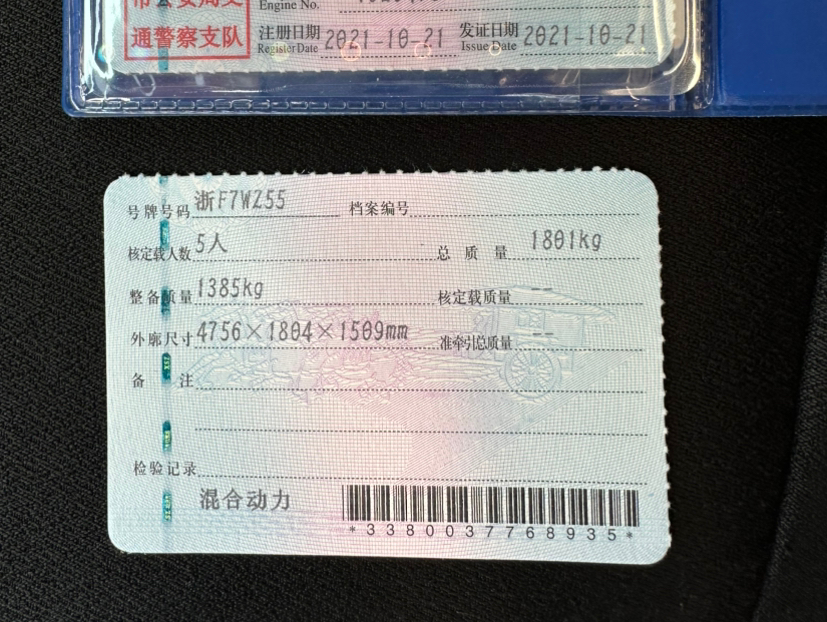 Engine No.
通警察支队
注册日期 2021-10-21 发证日期 2021-10-21
Register Date Issue Date
号牌号码 浙F7WZ55 档案编号
核定载人数 5人 总质量 1801kg
整备质量 1385kg 核定载质量 --
外廓尺寸 4756×1804×1509mm 准牵引总质量 --
备注
检验记录
混合动力
*3380037768935*